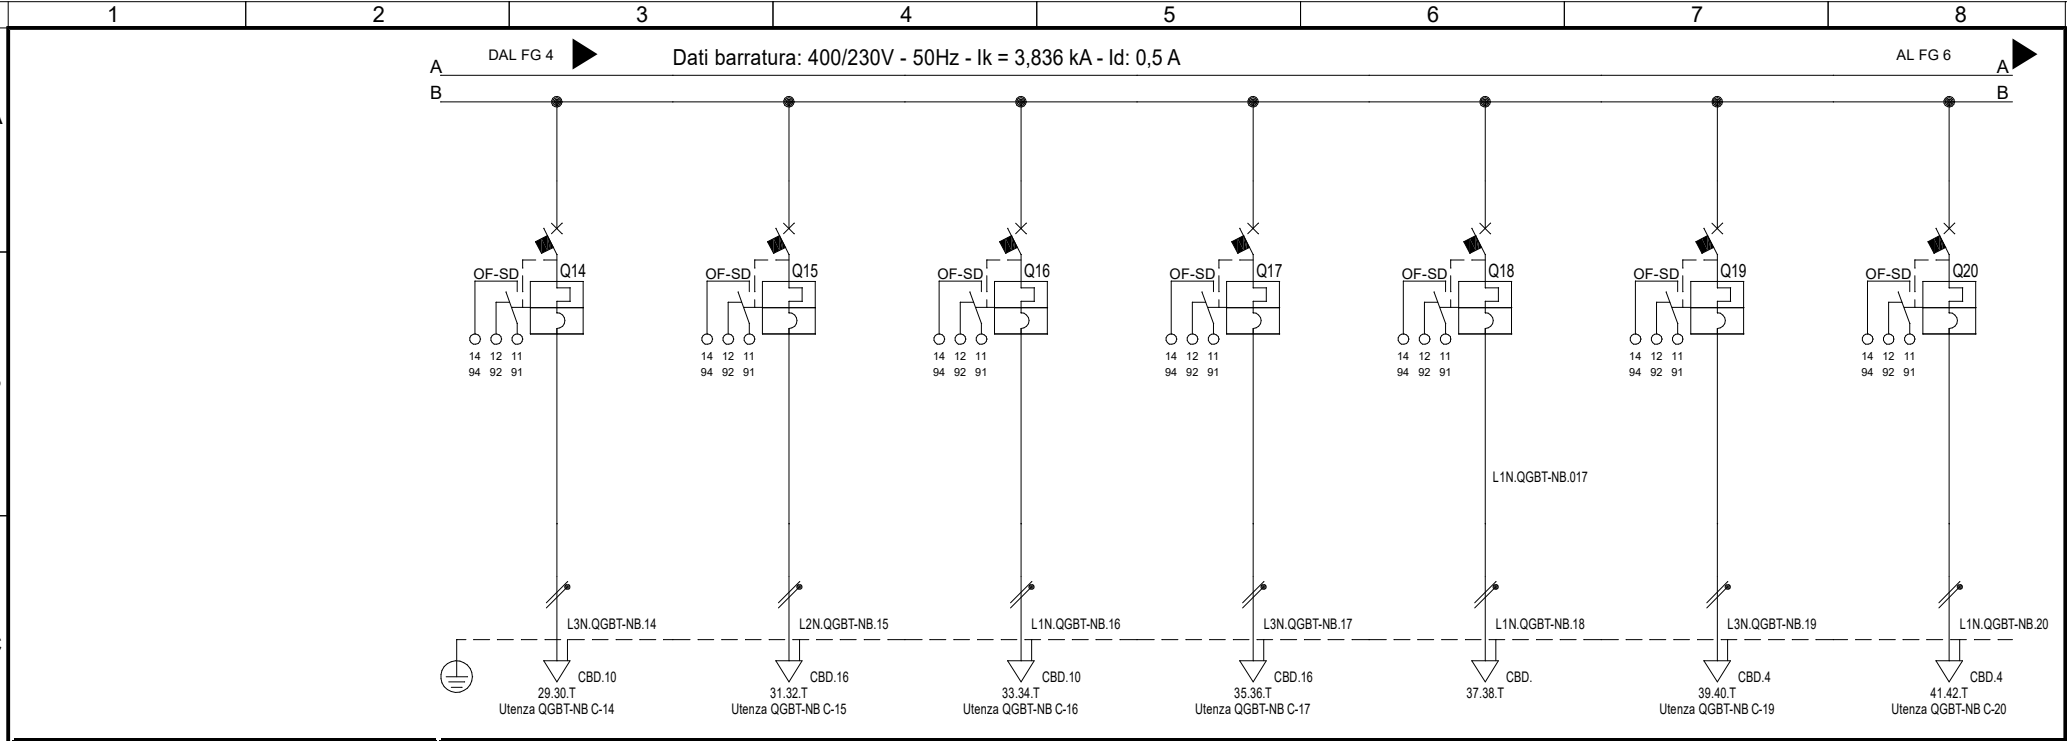 1 2 3 4 5 6 7 8
DAL FG 4 Dati barratura: 400/230V - 50Hz - Ik = 3,836 kA - Id: 0,5 A AL FG 6
A A
B B
Q14 Q15 Q16 Q17 Q18 Q19 Q20
OF-SD OF-SD OF-SD OF-SD OF-SD OF-SD OF-SD
14 12 11 14 12 11 14 12 11 14 12 11 14 12 11 14 12 11 14 12 11
94 92 91 94 92 91 94 92 91 94 92 91 94 92 91 94 92 91 94 92 91
L1N.QGBT-NB.017
L3N.QGBT-NB.14 L2N.QGBT-NB.15 L1N.QGBT-NB.16 L3N.QGBT-NB.17 L1N.QGBT-NB.18 L3N.QGBT-NB.19 L1N.QGBT-NB.20
CBD.10 CBD.16 CBD.10 CBD.16 CBD. CBD.4 CBD.4
29.30.T 31.32.T 33.34.T 35.36.T 37.38.T 39.40.T 41.42.T
Utenza QGBT-NB C-14 Utenza QGBT-NB C-15 Utenza QGBT-NB C-16 Utenza QGBT-NB C-17 Utenza QGBT-NB C-19 Utenza QGBT-NB C-20